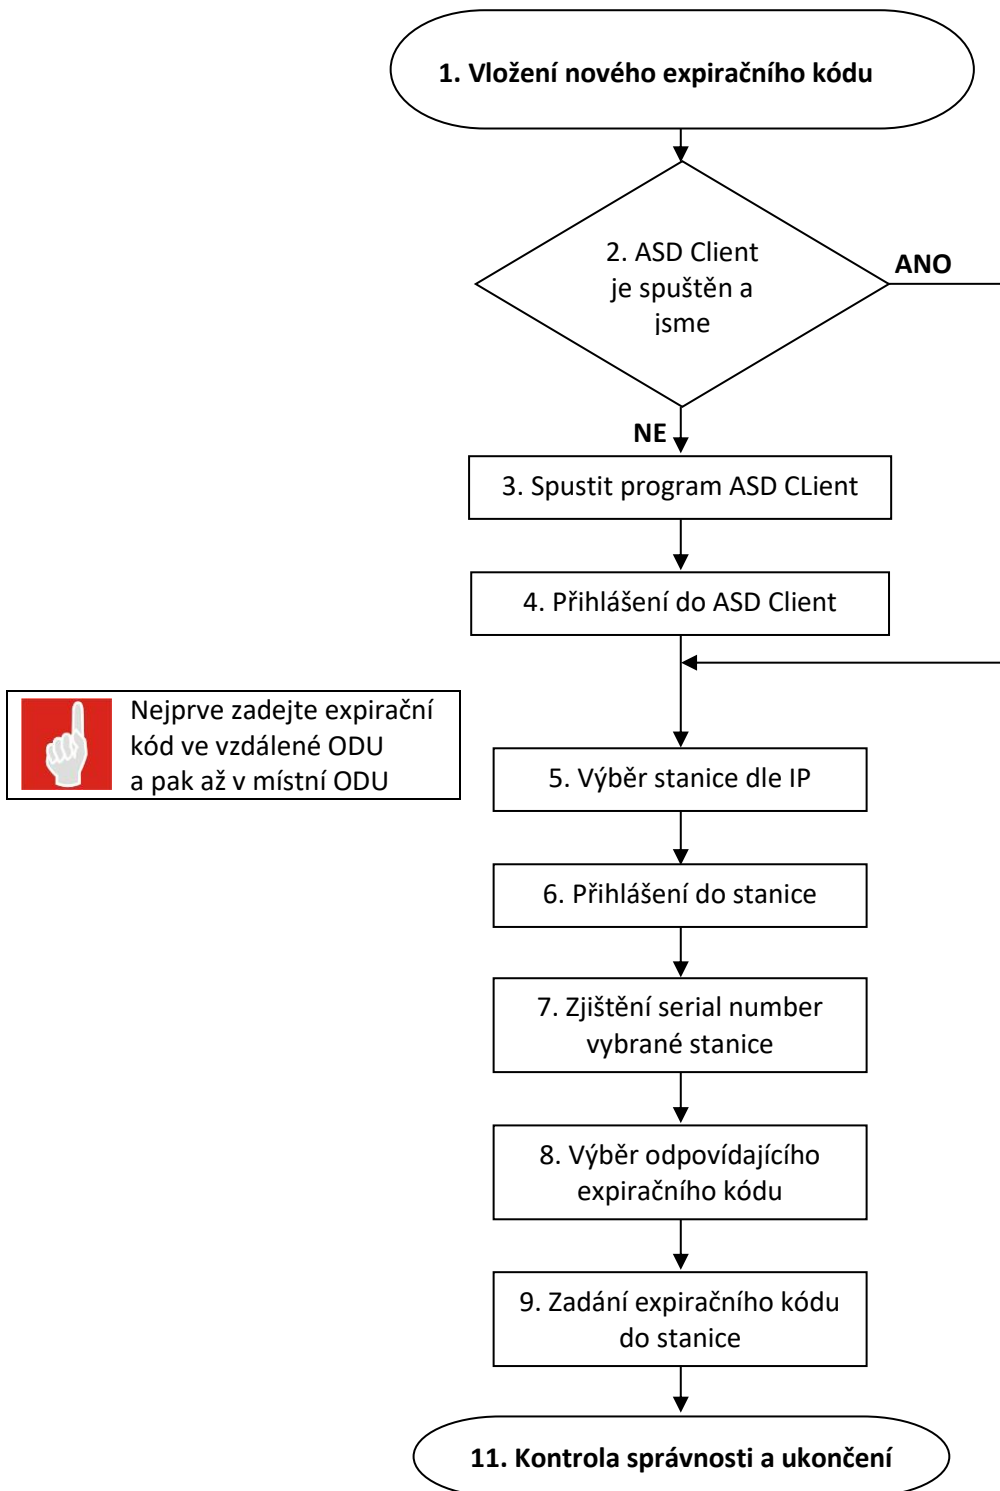 1. Vložení nového expiračního kódu
2. ASD Client
je spuštěn a
jsme
ANO
NE
3. Spustit program ASD CLient
4. Přihlášení do ASD Client
Nejprve zadejte expirační
kód ve vzdálené ODU
a pak až v místní ODU
5. Výběr stanice dle IP
6. Přihlášení do stanice
7. Zjištění serial number
vybrané stanice
8. Výběr odpovídajícího
expiračního kódu
9. Zadání expiračního kódu
do stanice
11. Kontrola správnosti a ukončení